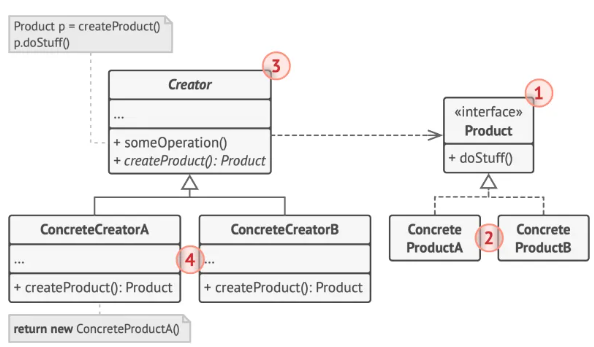 Product p = createProduct()
p.doStuff()
3
Creator
...
+ someOperation()
+ createProduct(): Product
1
«interface»
Product
+ doStuff()
ConcreteCreatorA
...
+ createProduct(): Product
4
ConcreteCreatorB
...
+ createProduct(): Product
Concrete
ProductA
2
Concrete
ProductB
return new ConcreteProductA()